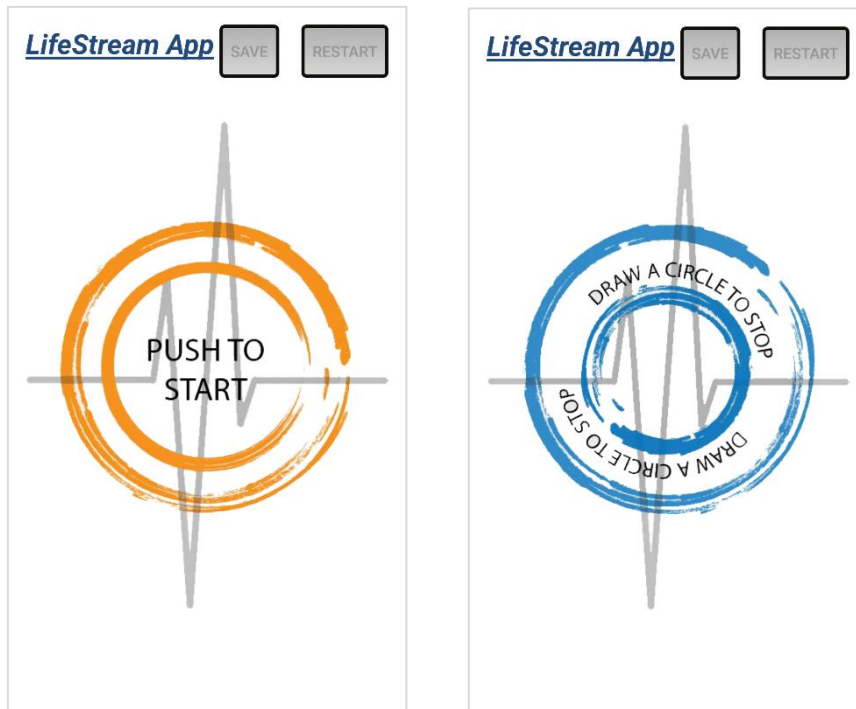 LifeStream App
SAVE
RESTART
PUSH TO
START
LifeStream App
SAVE
RESTART
DRAW A CIRCLE TO STOP
DRAW A CIRCLE TO STOP